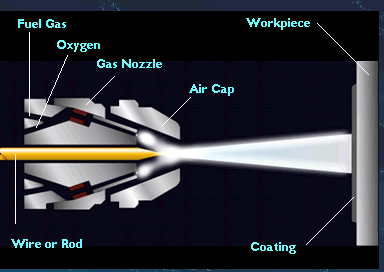 Fuel Gas
Workpiece
Oxygen
Gas Nozzle
Air Cap
Wire or Rod
Coating